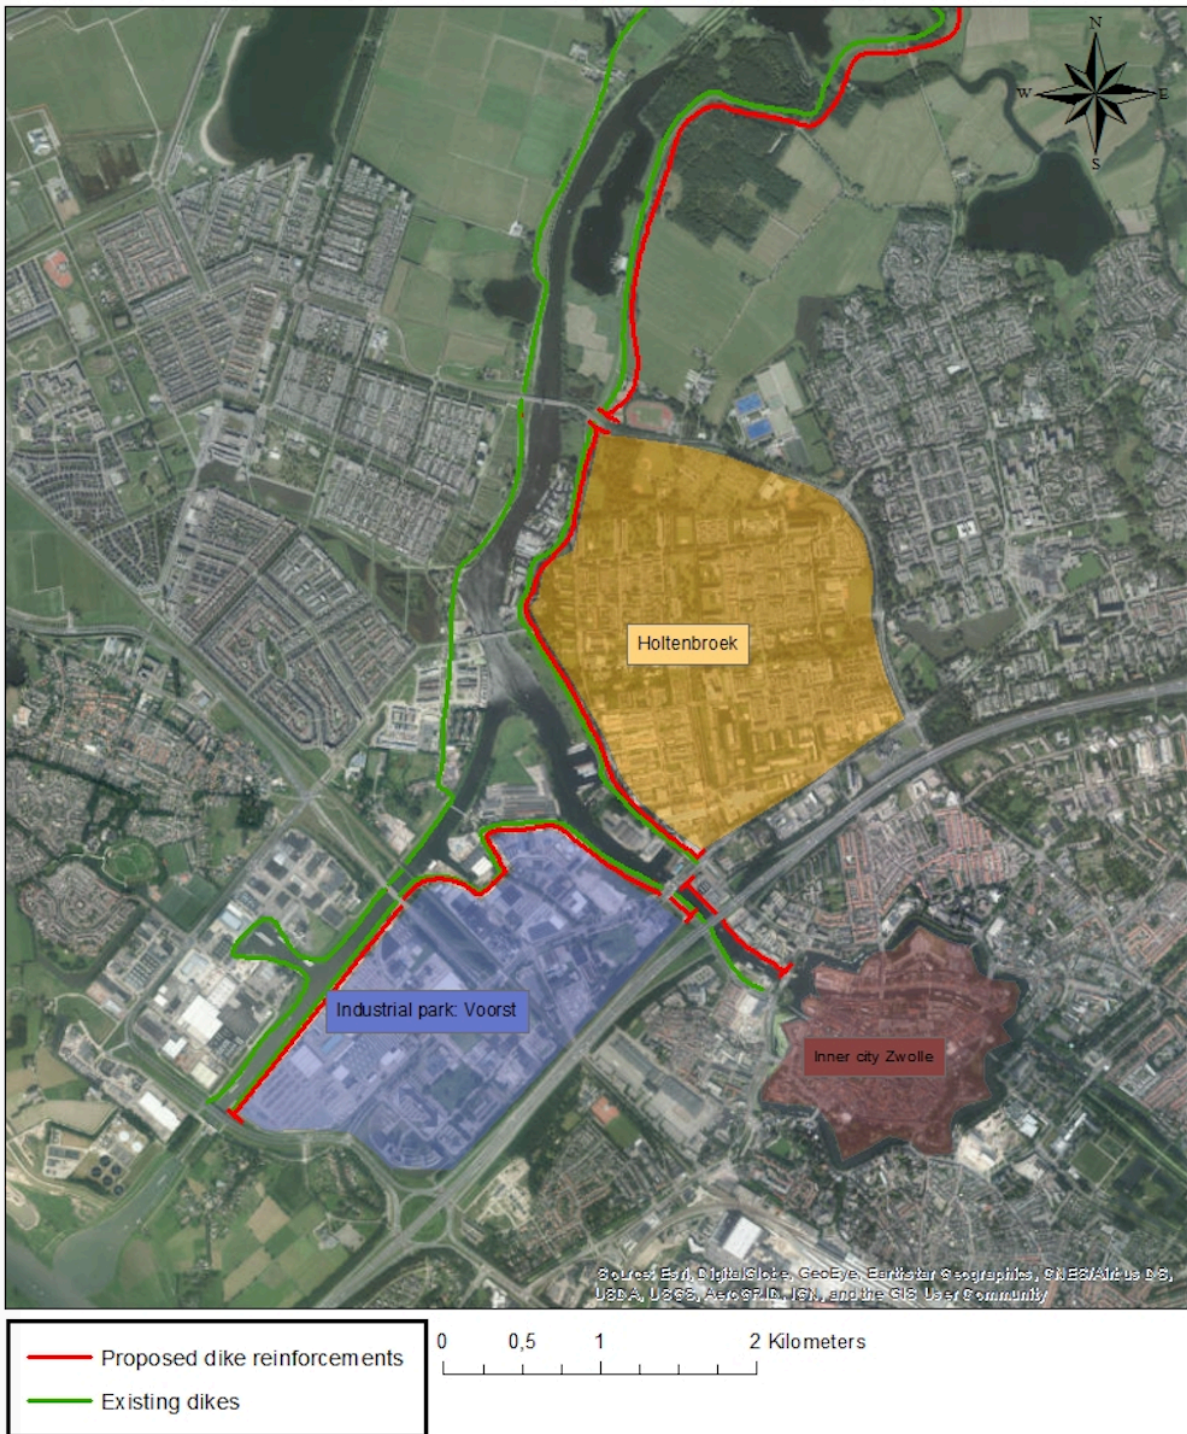 N
W E
S
Holtenbroek
Industrial park: Voorst
Inner city Zwolle
Source: Esri, DigitalGlobe, GeoEye, Earthstar Geographics, CNES/Airbus DS,
USDA, USGS, AeroGRID, IGN, and the GIS User Community
0 0,5 1 2 Kilometers
Proposed dike reinforcements
Existing dikes